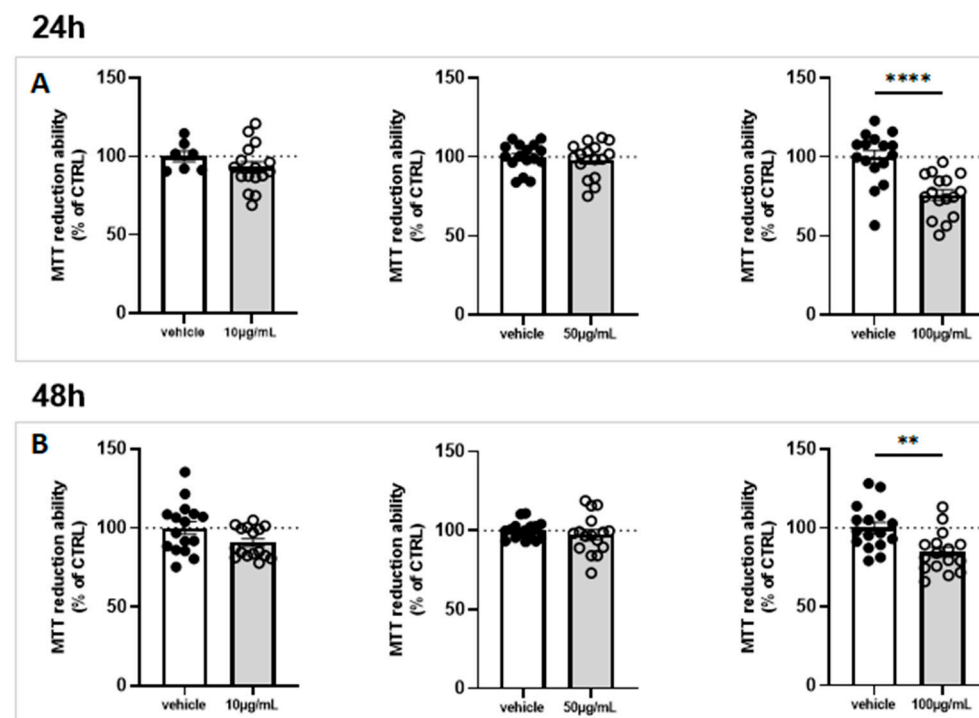 24h
A
150
100
50
0
MTT reduction ability
(% of CTRL)
vehicle 10µg/mL
150
100
50
0
MTT reduction ability
(% of CTRL)
vehicle 50µg/mL
150
100
50
0
MTT reduction ability
(% of CTRL)
****
vehicle 100µg/mL
48h
B
150
100
50
0
MTT reduction ability
(% of CTRL)
vehicle 10µg/mL
150
100
50
0
MTT reduction ability
(% of CTRL)
vehicle 50µg/mL
150
100
50
0
MTT reduction ability
(% of CTRL)
**
vehicle 100µg/mL